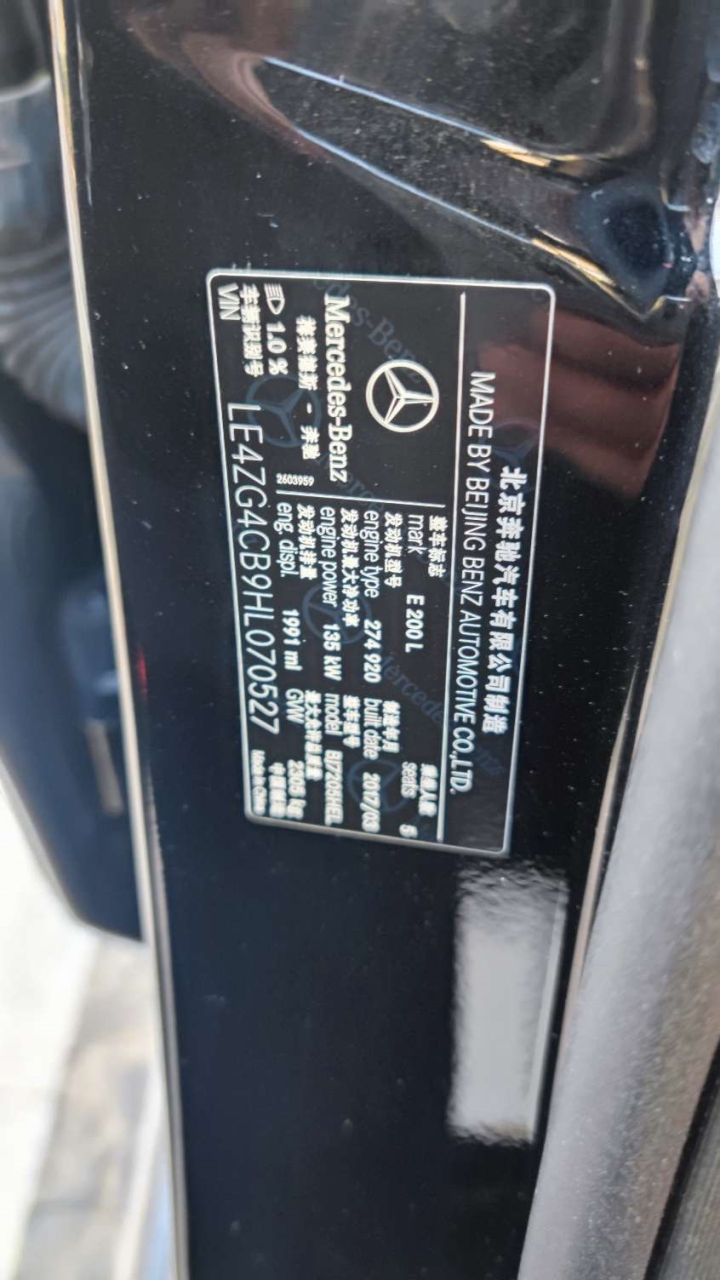 北京奔驰汽车有限公司制造
MADE BY BEIJING BENZ AUTOMOTIVE CO.,LTD.
Mercedes-Benz
梅赛德斯 - 奔驰
2603959
整车标志 乘坐人数
mark E 200 L seats 5
发动机型号 制造年月
engine type 274 920 built date 2017/03
发动机最大净功率 整车型号
engine power 135 kW model BJ7205HEL
发动机排量 最大允许总质量
eng. displ. 1991 ml GVW 2305 kg
1.0 %
车辆识别号 中国制造
VIN LE4ZG4CB9HL070527 Made in China